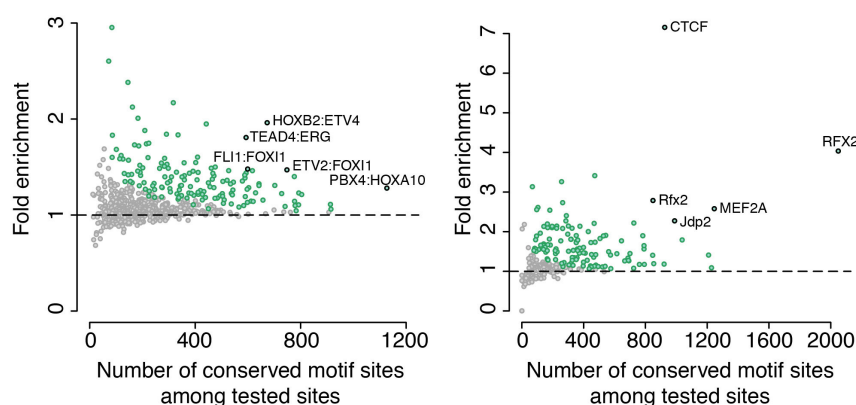 3
2
1
0
Fold enrichment
HOXB2:ETV4
TEAD4:ERG
FLI1:FOXI1
ETV2:FOXI1
PBX4:HOXA10
0 400 800 1200
Number of conserved motif sites
among tested sites
7
6
5
4
3
2
1
0
Fold enrichment
CTCF
RFX2
Rfx2
MEF2A
Jdp2
0 400 800 1200 1600 2000
Number of conserved motif sites
among tested sites